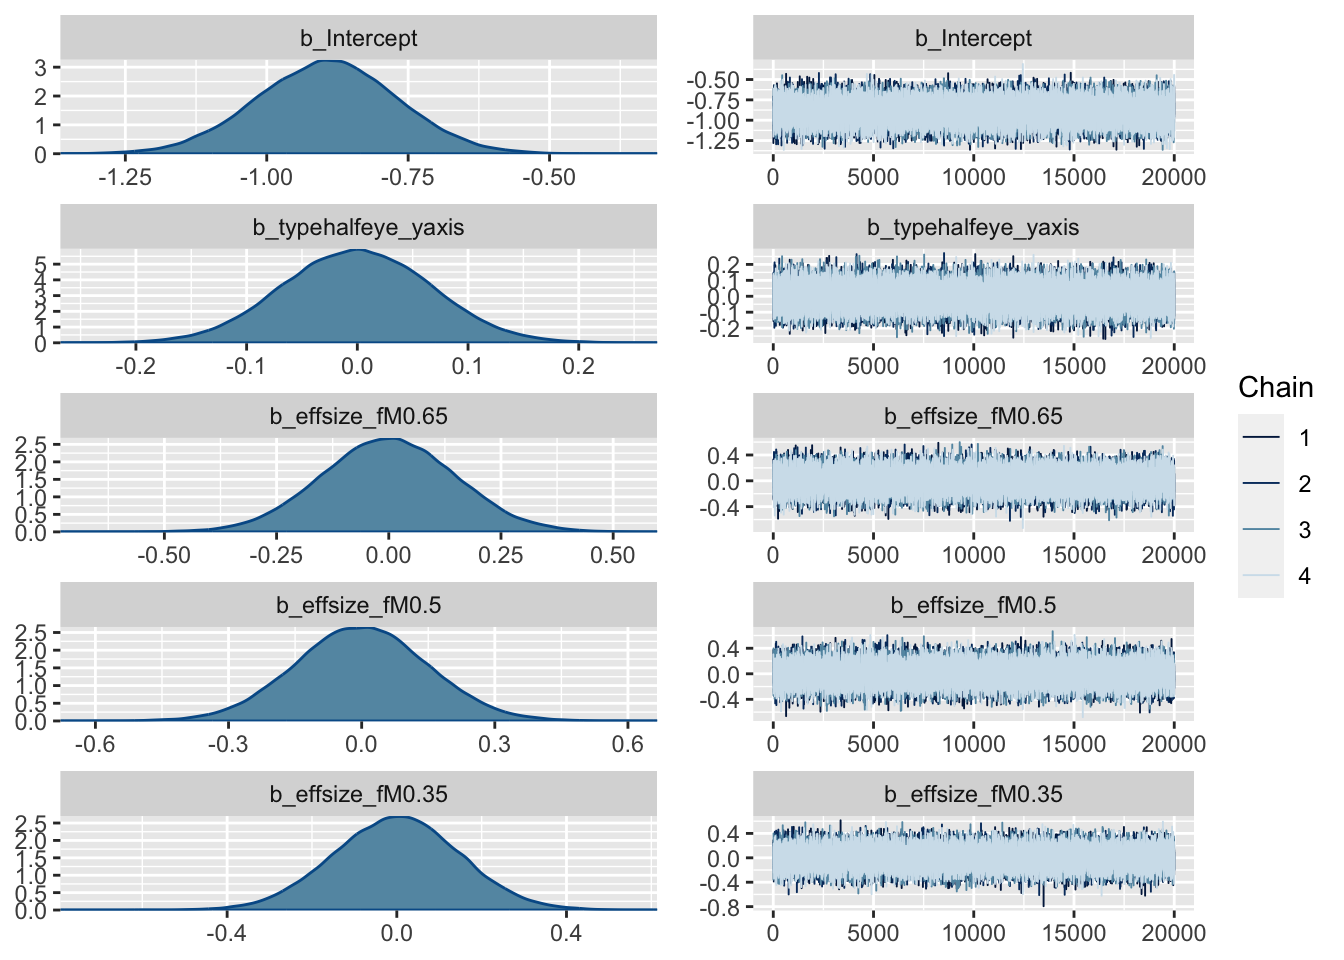 b_Intercept
3
2
1
0
-1.25 -1.00 -0.75 -0.50
b_Intercept
-0.50
-0.75
-1.00
-1.25
0 5000 10000 15000 20000
b_typehalfeye_yaxis
5
4
3
2
1
0
-0.2 -0.1 0.0 0.1 0.2
b_typehalfeye_yaxis
0.2
0.1
0.0
-0.1
-0.2
0 5000 10000 15000 20000
b_effsize_fM0.65
2.5
2.0
1.5
1.0
0.5
0.0
-0.50 -0.25 0.00 0.25 0.50
b_effsize_fM0.65
0.4
0.0
-0.4
0 5000 10000 15000 20000
b_effsize_fM0.5
2.5
2.0
1.5
1.0
0.5
0.0
-0.6 -0.3 0.0 0.3 0.6
b_effsize_fM0.5
0.4
0.0
-0.4
0 5000 10000 15000 20000
b_effsize_fM0.35
2.5
2.0
1.5
1.0
0.5
0.0
-0.4 0.0 0.4
b_effsize_fM0.35
0.4
0.0
-0.4
-0.8
0 5000 10000 15000 20000
Chain
1
2
3
4